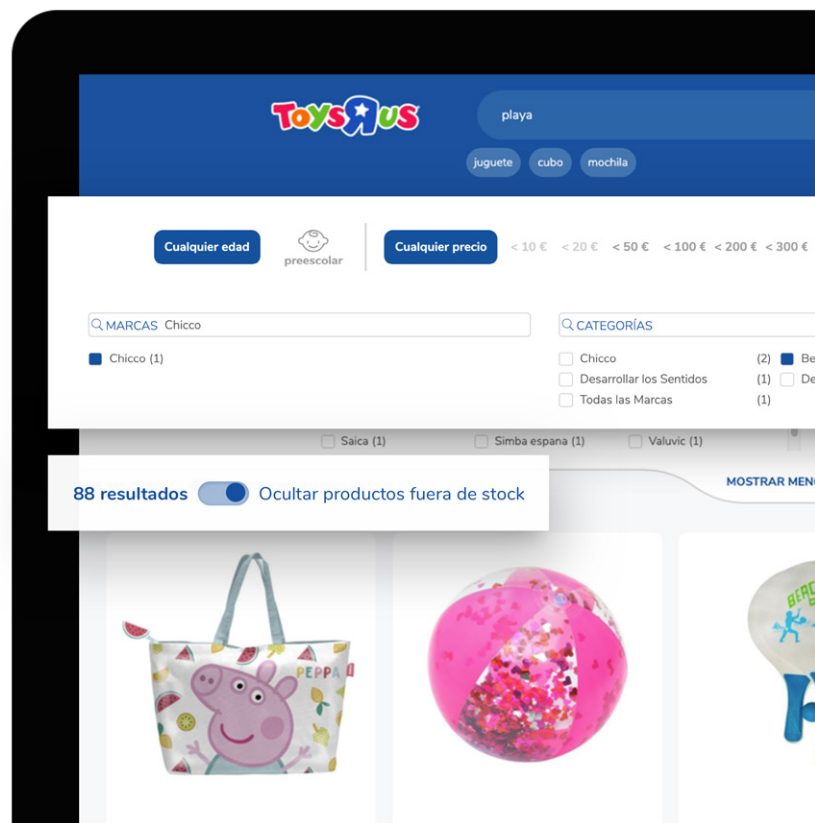 TOYS R US
playa
juguete cubo mochila
Cualquier edad preescolar Cualquier precio < 10 € < 20 € < 50 € < 100 € < 200 € < 300 €
MARCAS Chicco
CATEGORÍAS
Chicco (1)
Chicco (2) Be
Desarrollar los Sentidos (1) De
Todas las Marcas (1)
Saica (1) Simba espana (1) Valuvic (1)
88 resultados Ocultar productos fuera de stock
MOSTRAR MEN
PEPPA